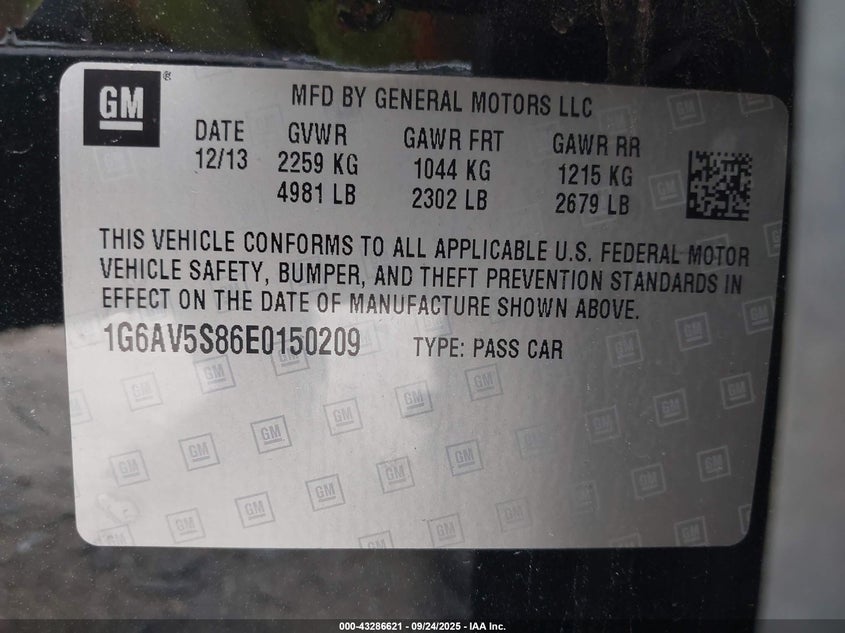 GM ®
MFD BY GENERAL MOTORS LLC
DATE GVWR GAWR FRT GAWR RR
12/13 2259 KG 1044 KG 1215 KG
4981 LB 2302 LB 2679 LB
THIS VEHICLE CONFORMS TO ALL APPLICABLE U.S. FEDERAL MOTOR
VEHICLE SAFETY, BUMPER, AND THEFT PREVENTION STANDARDS IN
EFFECT ON THE DATE OF MANUFACTURE SHOWN ABOVE.
1G6AV5S86E0150209 TYPE: PASS CAR
000-43286621 - 09/24/2025 - IAA Inc.